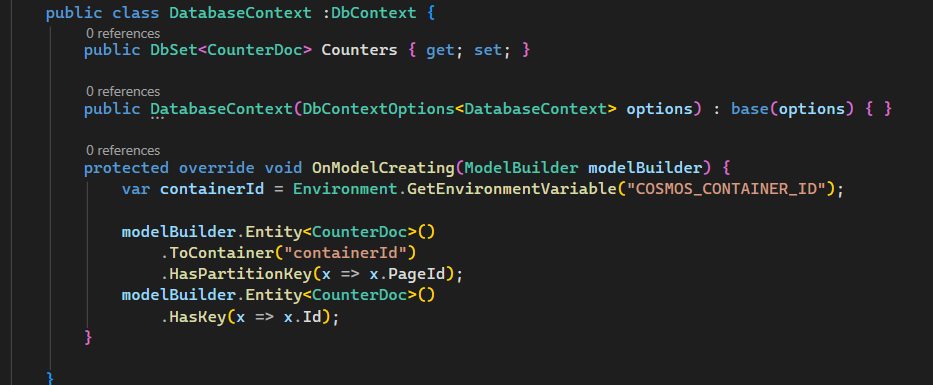 public class DatabaseContext :DbContext {
0 references
public DbSet<CounterDoc> Counters { get; set; }
0 references
public DatabaseContext(DbContextOptions<DatabaseContext> options) : base(options) { }
0 references
protected override void OnModelCreating(ModelBuilder modelBuilder) {
var containerId = Environment.GetEnvironmentVariable("COSMOS_CONTAINER_ID");
modelBuilder.Entity<CounterDoc>()
.ToContainer("containerId")
.HasPartitionKey(x => x.PageId);
modelBuilder.Entity<CounterDoc>()
.HasKey(x => x.Id);
}
}